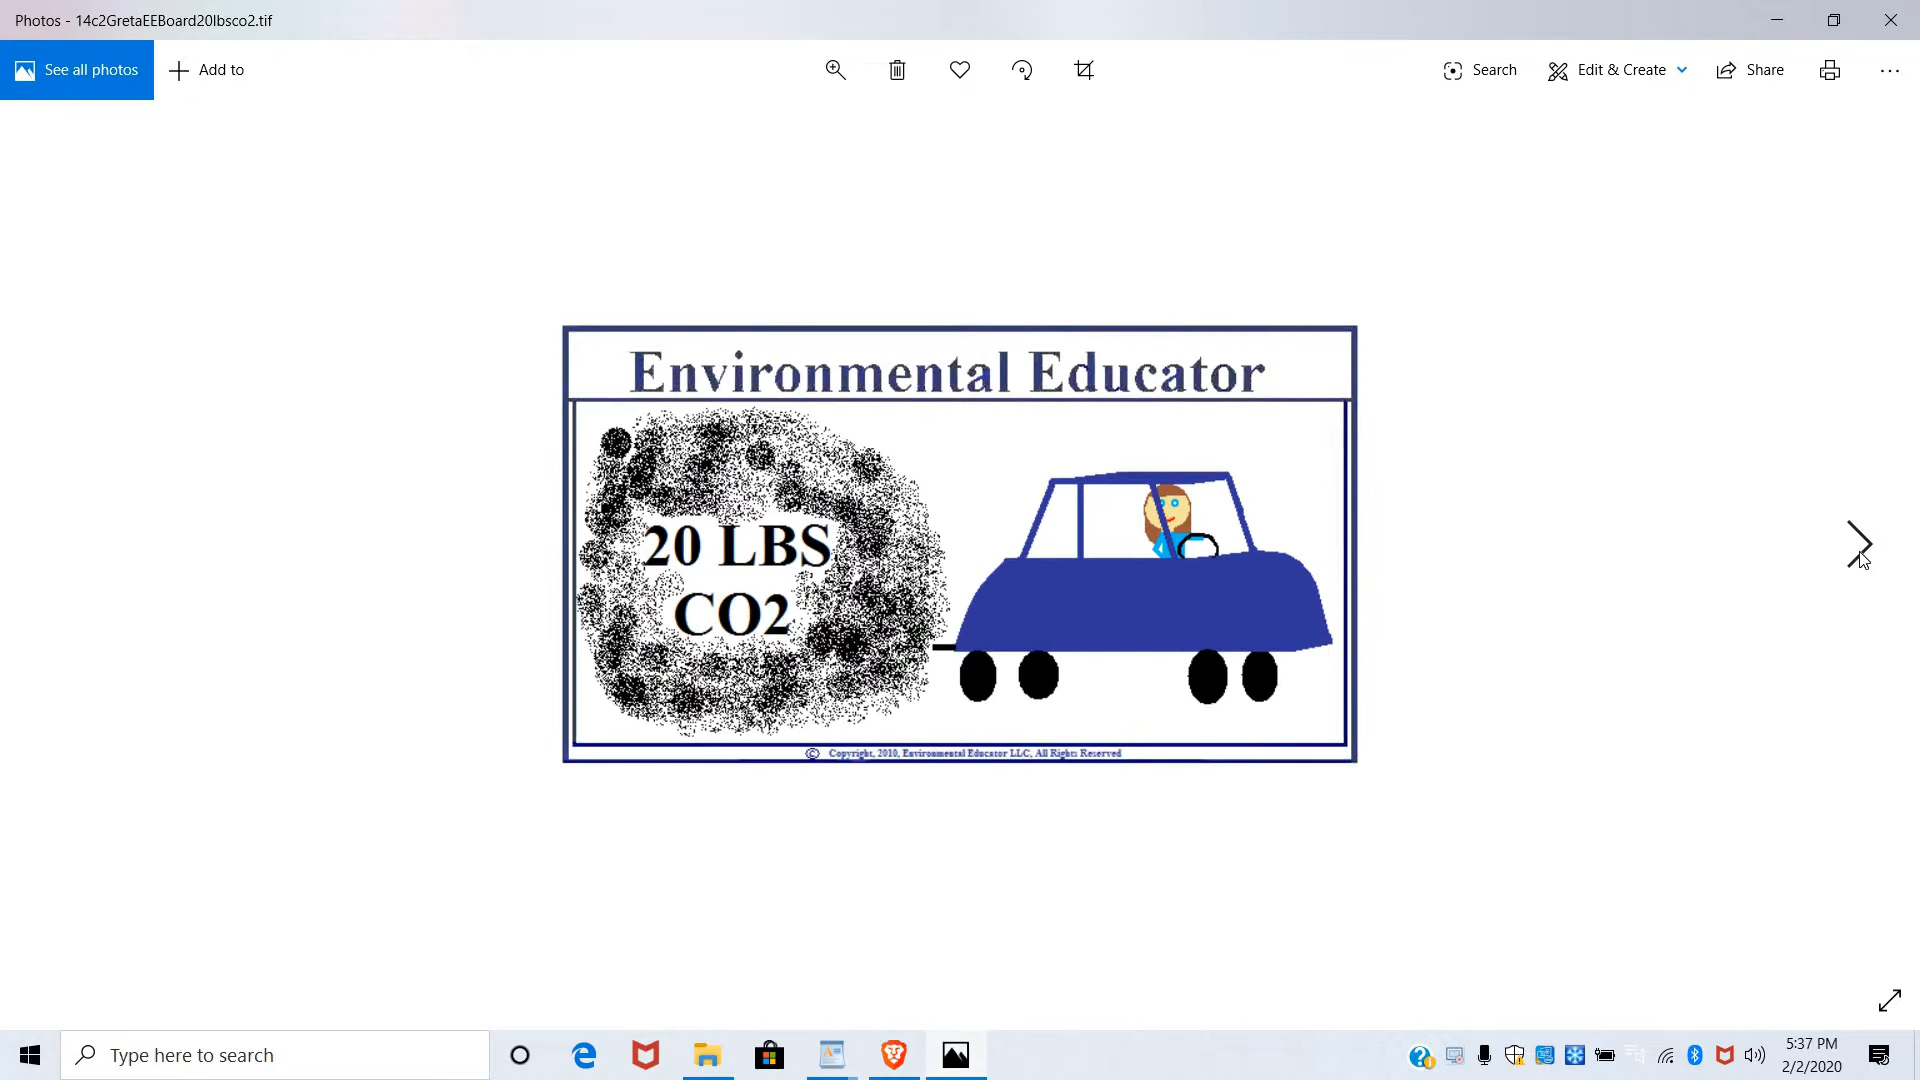 Photos - 14c2GretaEEBoard20lbsco2.tif
See all photos
Add to
Search
Edit & Create
Share
Environmental Educator
20 LBS
CO2
© Copyright, 2010, Environmental Educator LLC, All Rights Reserved
Type here to search
5:37 PM
2/2/2020